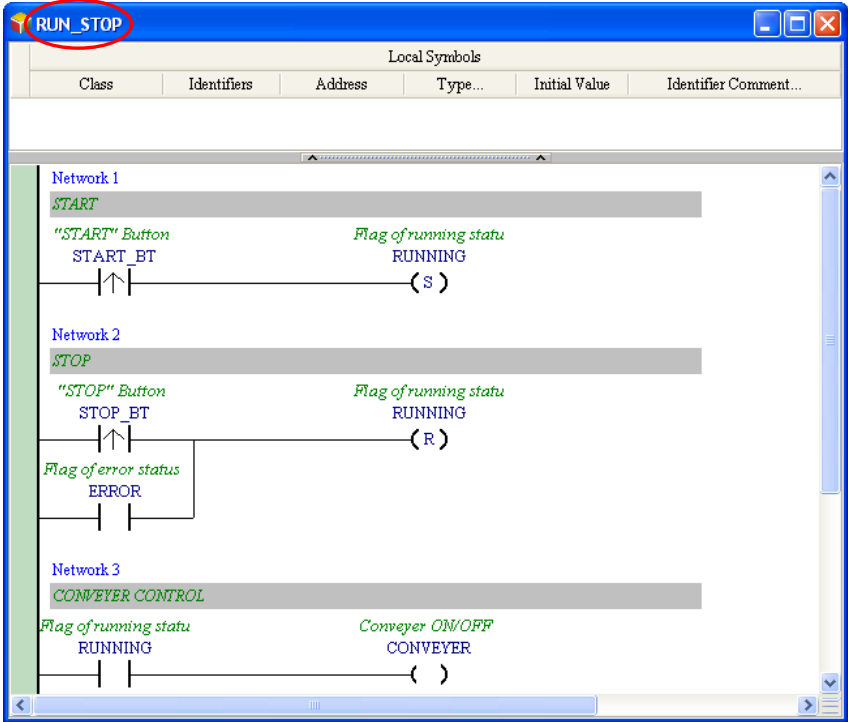 RUN_STOP
Local Symbols
Class Identifiers Address Type... Initial Value Identifier Comment...
Network 1
START
"START" Button Flag of running statu
START_BT RUNNING
S
Network 2
STOP
"STOP" Button Flag of running statu
STOP_BT RUNNING
R
Flag of error status
ERROR
Network 3
CONVEYER CONTROL
Flag of running statu Conveyer ON/OFF
RUNNING CONVEYER